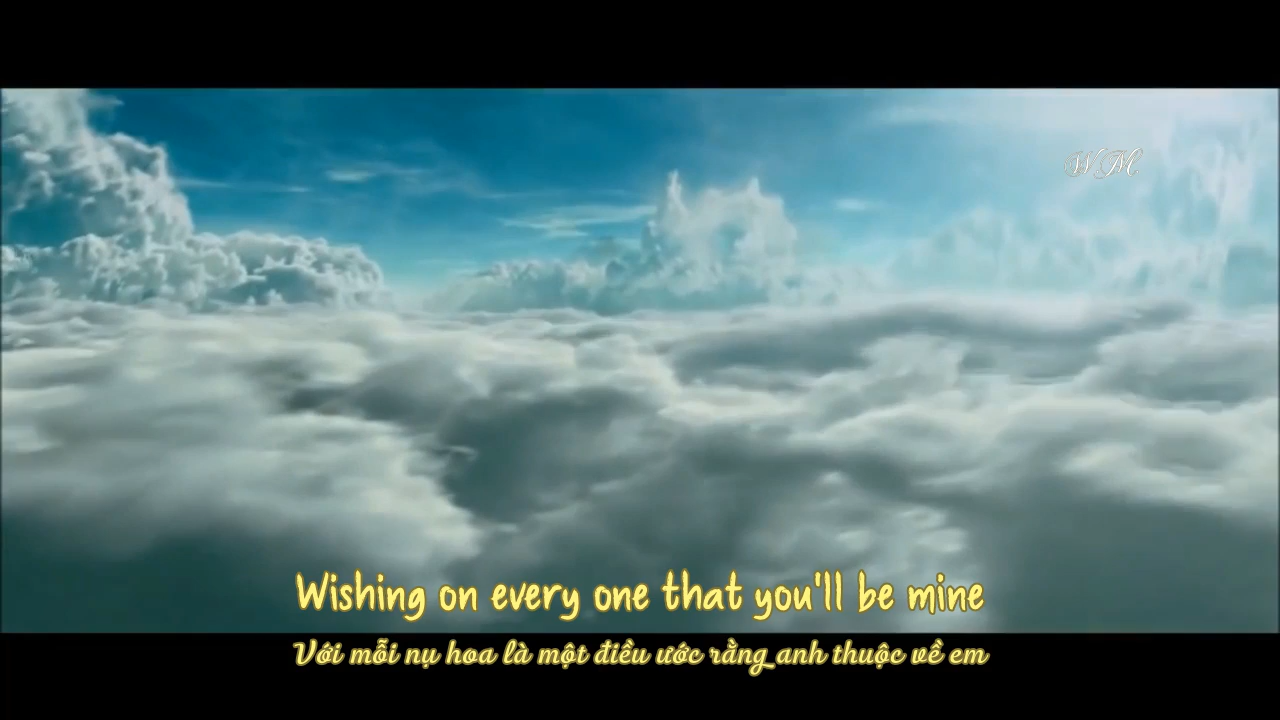 WM
Wishing on every one that you'll be mine
Với mỗi nụ hoa là một điều ước rằng anh thuộc về em